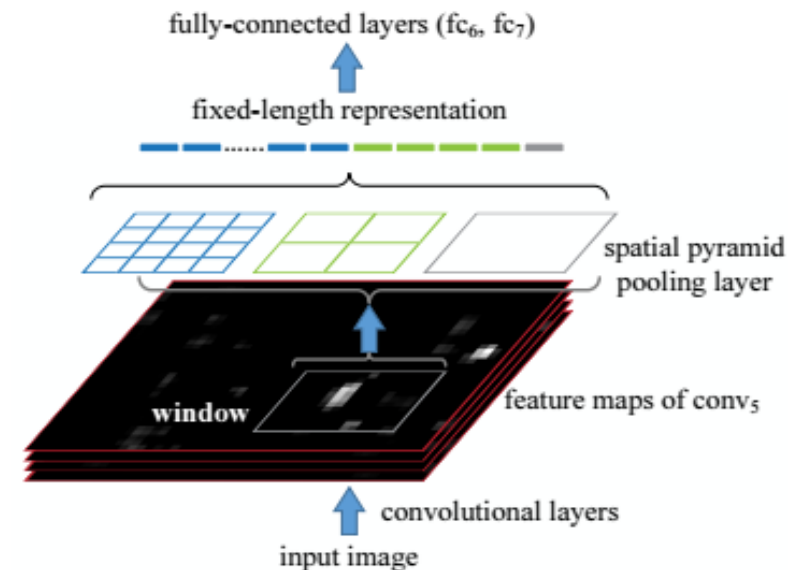 fully-connected layers (fc₆, fc₇)
fixed-length representation
......
spatial pyramid
pooling layer
window
feature maps of conv₅
convolutional layers
input image